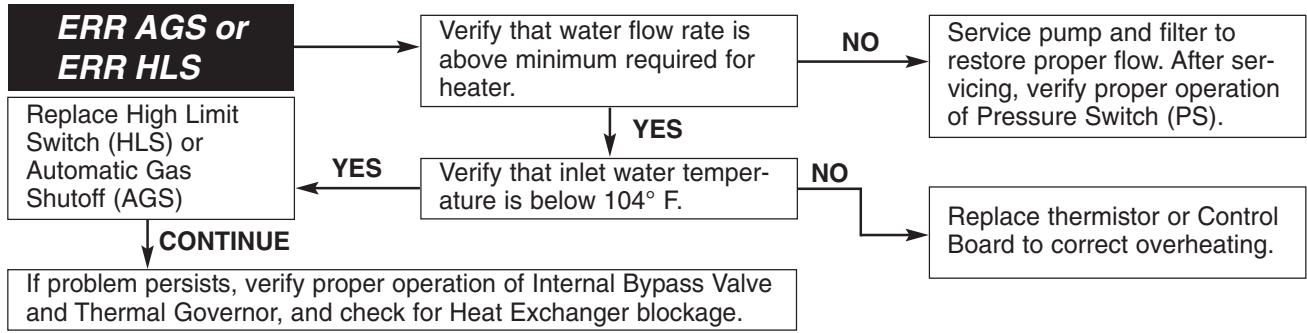 ERR AGS or
ERR HLS
Verify that water flow rate is
above minimum required for
heater.
NO
Service pump and filter to
restore proper flow. After ser-
vicing, verify proper operation
of Pressure Switch (PS).
YES
Verify that inlet water temper-
ature is below 104° F.
NO
Replace thermistor or Control
Board to correct overheating.
YES
Replace High Limit
Switch (HLS) or
Automatic Gas
Shutoff (AGS)
CONTINUE
If problem persists, verify proper operation of Internal Bypass Valve
and Thermal Governor, and check for Heat Exchanger blockage.